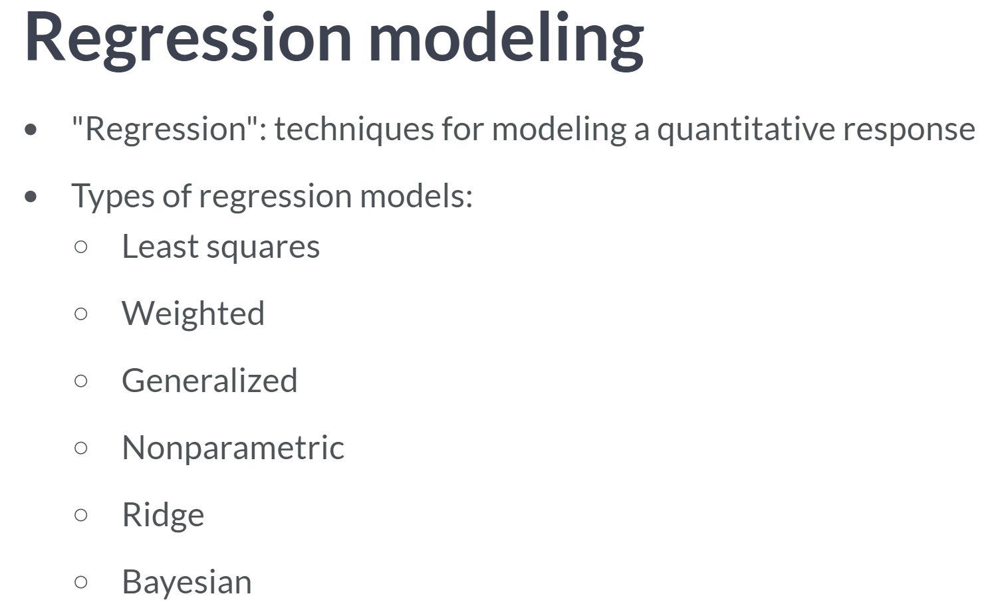 Regression modeling
• "Regression": techniques for modeling a quantitative response
• Types of regression models:
○ Least squares
○ Weighted
○ Generalized
○ Nonparametric
○ Ridge
○ Bayesian